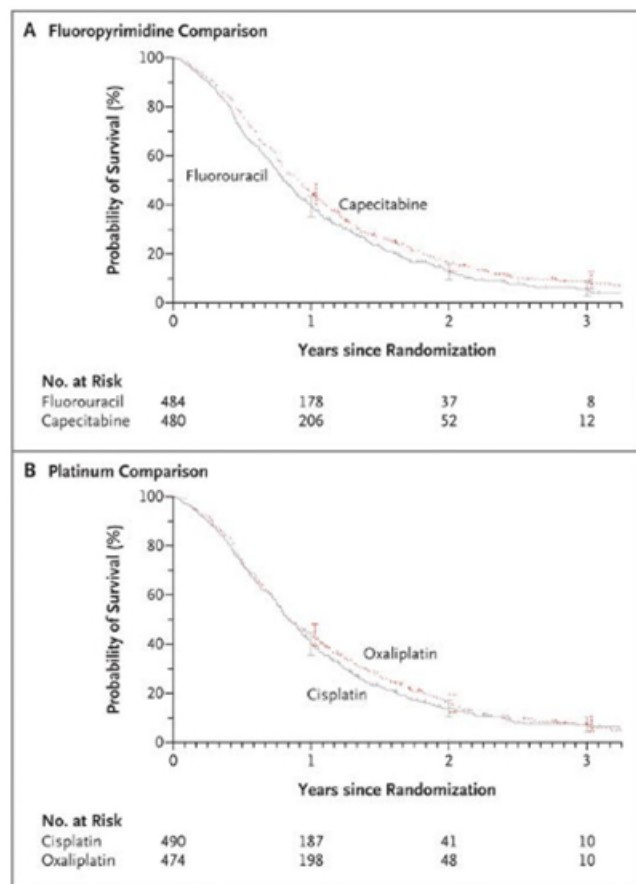 A Fluoropyrimidine Comparison
Probability of Survival (%)
100
80
60
40
20
0
Fluorouracil
Capecitabine
0 1 2 3
Years since Randomization
No. at Risk
Fluorouracil 484 178 37 8
Capecitabine 480 206 52 12
B Platinum Comparison
Probability of Survival (%)
100
80
60
40
20
0
Oxaliplatin
Cisplatin
0 1 2 3
Years since Randomization
No. at Risk
Cisplatin 490 187 41 10
Oxaliplatin 474 198 48 10